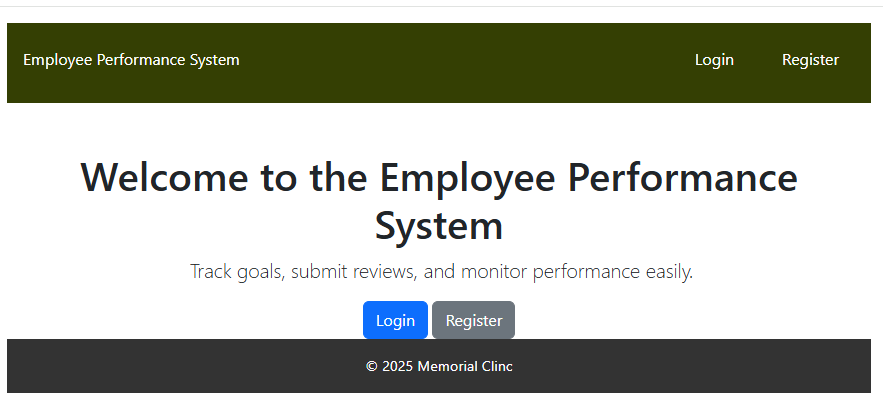 Employee Performance System Login Register
Welcome to the Employee Performance
System
Track goals, submit reviews, and monitor performance easily.
Login Register
© 2025 Memorial Clinc